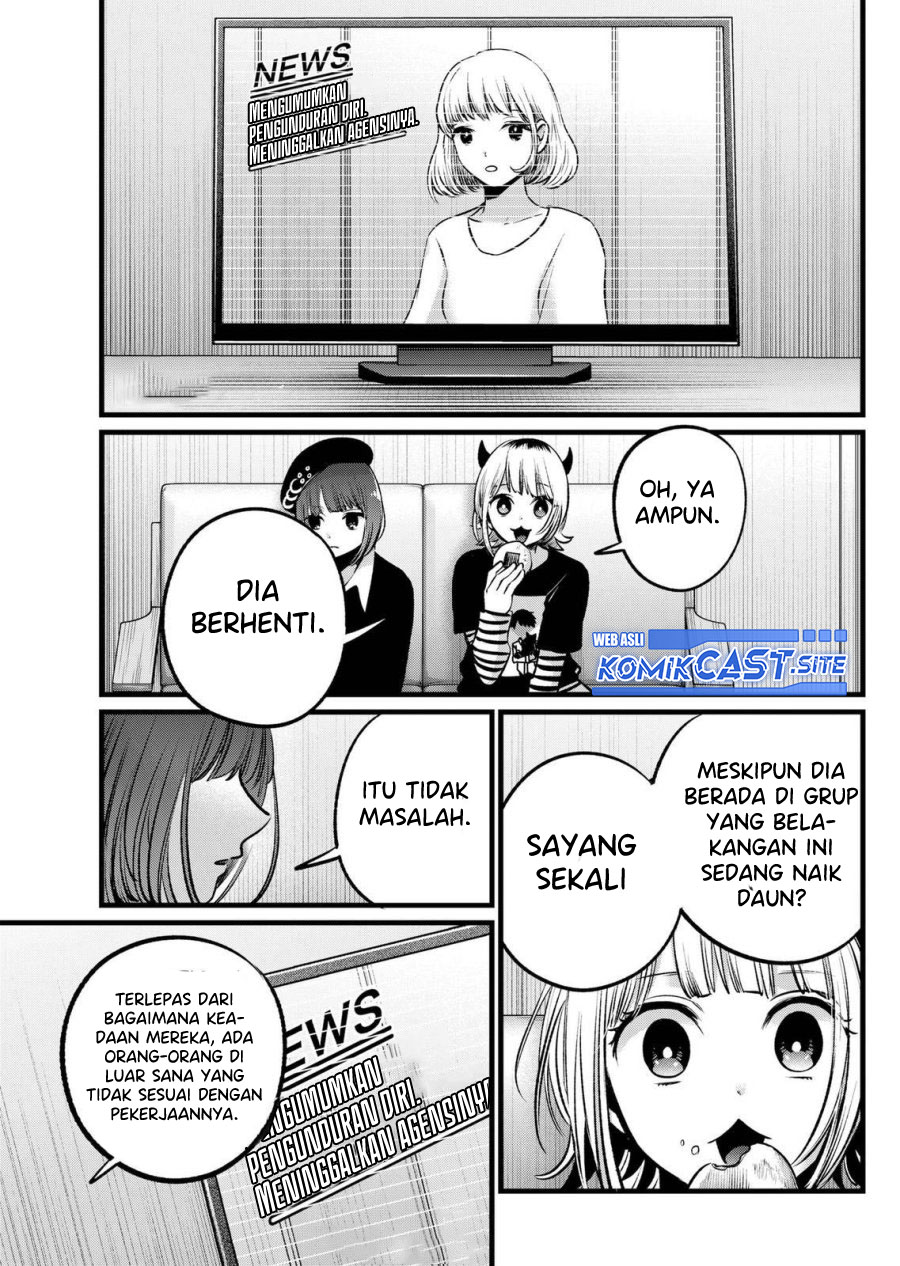 NEWS
MENGUMUMKAN
PENGUNDURAN DIRI.
MENINGGALKAN AGENSINYA.
OH, YA
AMPUN.
DIA
BERHENTI.
WEB ASLI
KOMIKCAST.SITE
MESKIPUN DIA
BERADA DI GRUP
YANG BELA-
KANGAN INI
SEDANG NAIK
DAUN?
SAYANG
SEKALI
ITU TIDAK
MASALAH.
TERLEPAS DARI
BAGAIMANA KEA-
DAAN MEREKA, ADA
ORANG-ORANG DI
LUAR SANA YANG
TIDAK SESUAI DENGAN
PEKERJAANNYA.
EWS
NGUMUMKAN
PENGUNDURAN DIRI.
MENINGGALKAN AGENSINYA